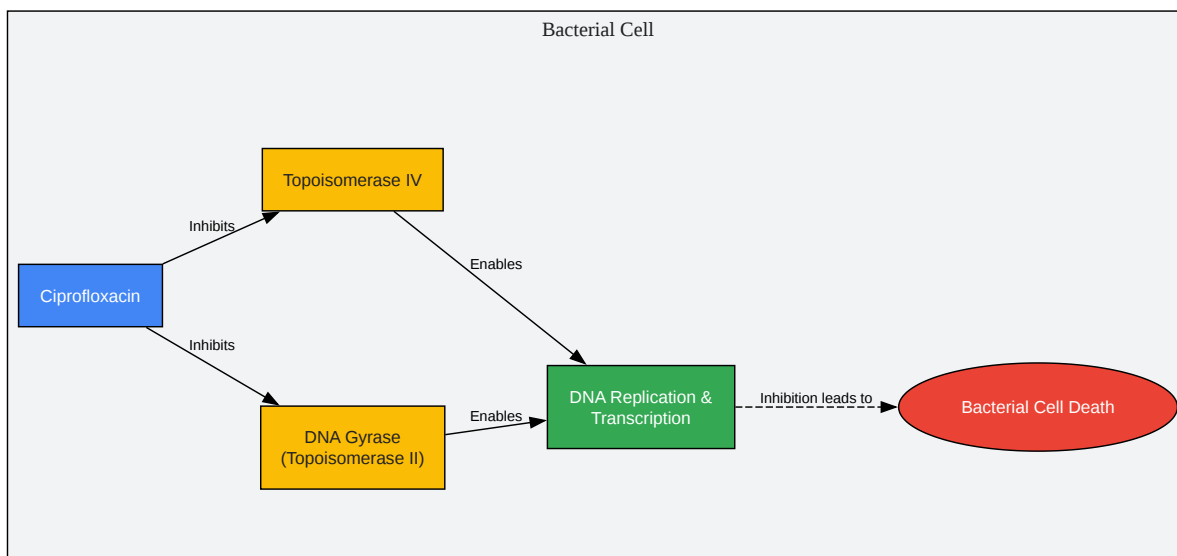 Bacterial Cell
Topoisomerase IV
Inhibits
Enables
Ciprofloxacin
Inhibits
DNA Replication &
Transcription
Inhibition leads to
Bacterial Cell Death
Enables
DNA Gyrase
(Topoisomerase II)